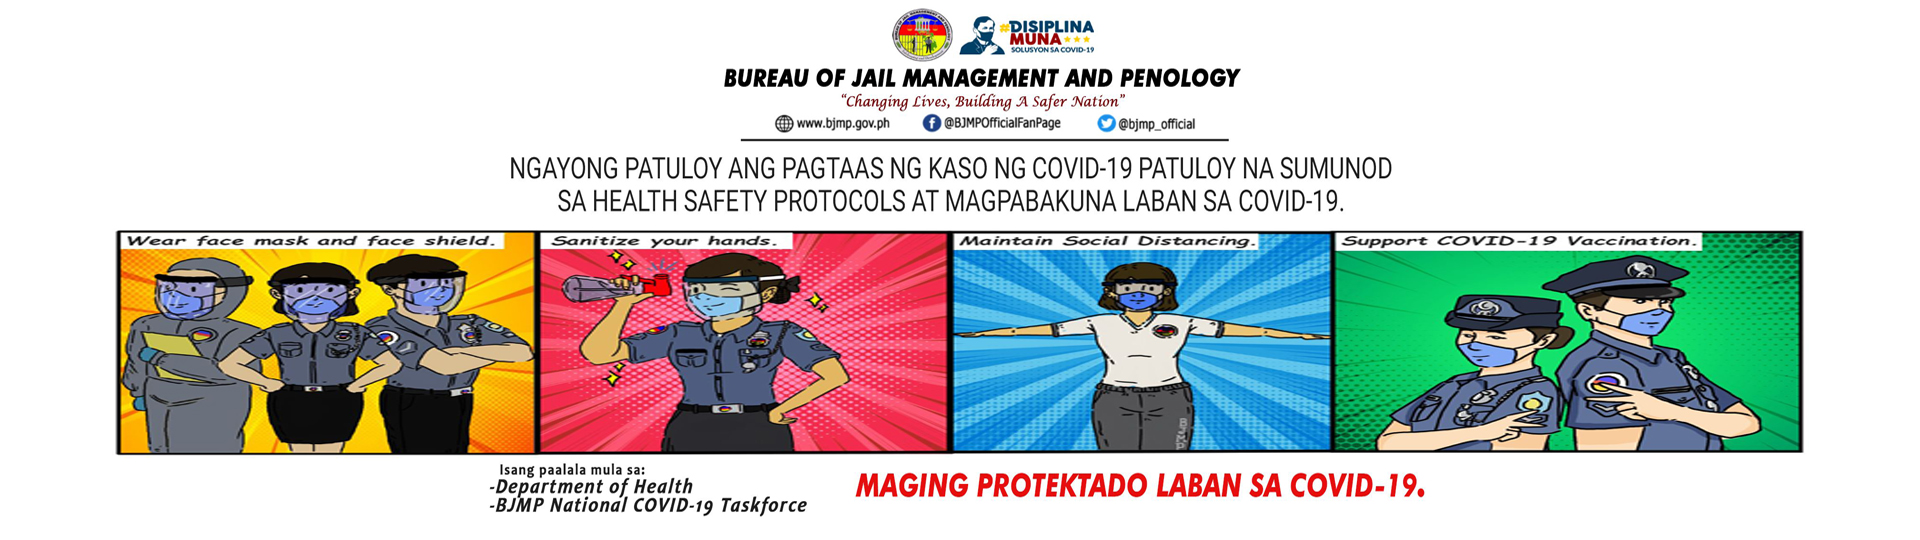 #DISIPLINA
MUNA
SOLUSYON SA COVID-19
BUREAU OF JAIL MANAGEMENT AND PENOLOGY
“Changing Lives, Building A Safer Nation”
www.bjmp.gov.ph @BJMPOfficialFanPage @bjmp_official
NGAYONG PATULOY ANG PAGTAAS NG KASO NG COVID-19 PATULOY NA SUMUNOD
SA HEALTH SAFETY PROTOCOLS AT MAGPABAKUNA LABAN SA COVID-19.
Wear face mask and face shield.
Sanitize your hands.
Maintain Social Distancing.
Support COVID-19 Vaccination.
BJMP
Isang paalala mula sa:
-Department of Health
-BJMP National COVID-19 Taskforce
MAGING PROTEKTADO LABAN SA COVID-19.